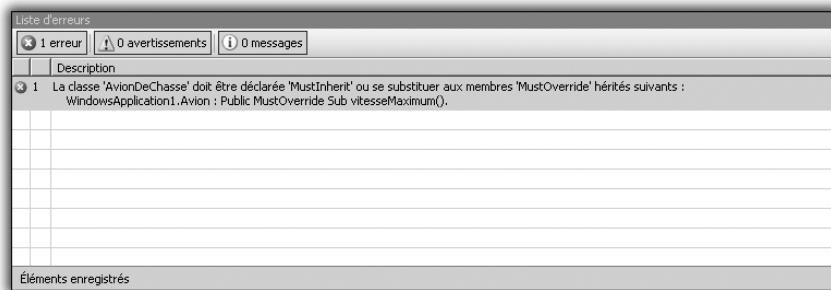 Liste d'erreurs
1 erreur 0 avertissements 0 messages
Description
1 La classe 'AvionDeChasse' doit être déclarée 'MustInherit' ou se substituer aux membres 'MustOverride' hérités suivants :
WindowsApplication1.Avion : Public MustOverride Sub vitesseMaximum().
Éléments enregistrés